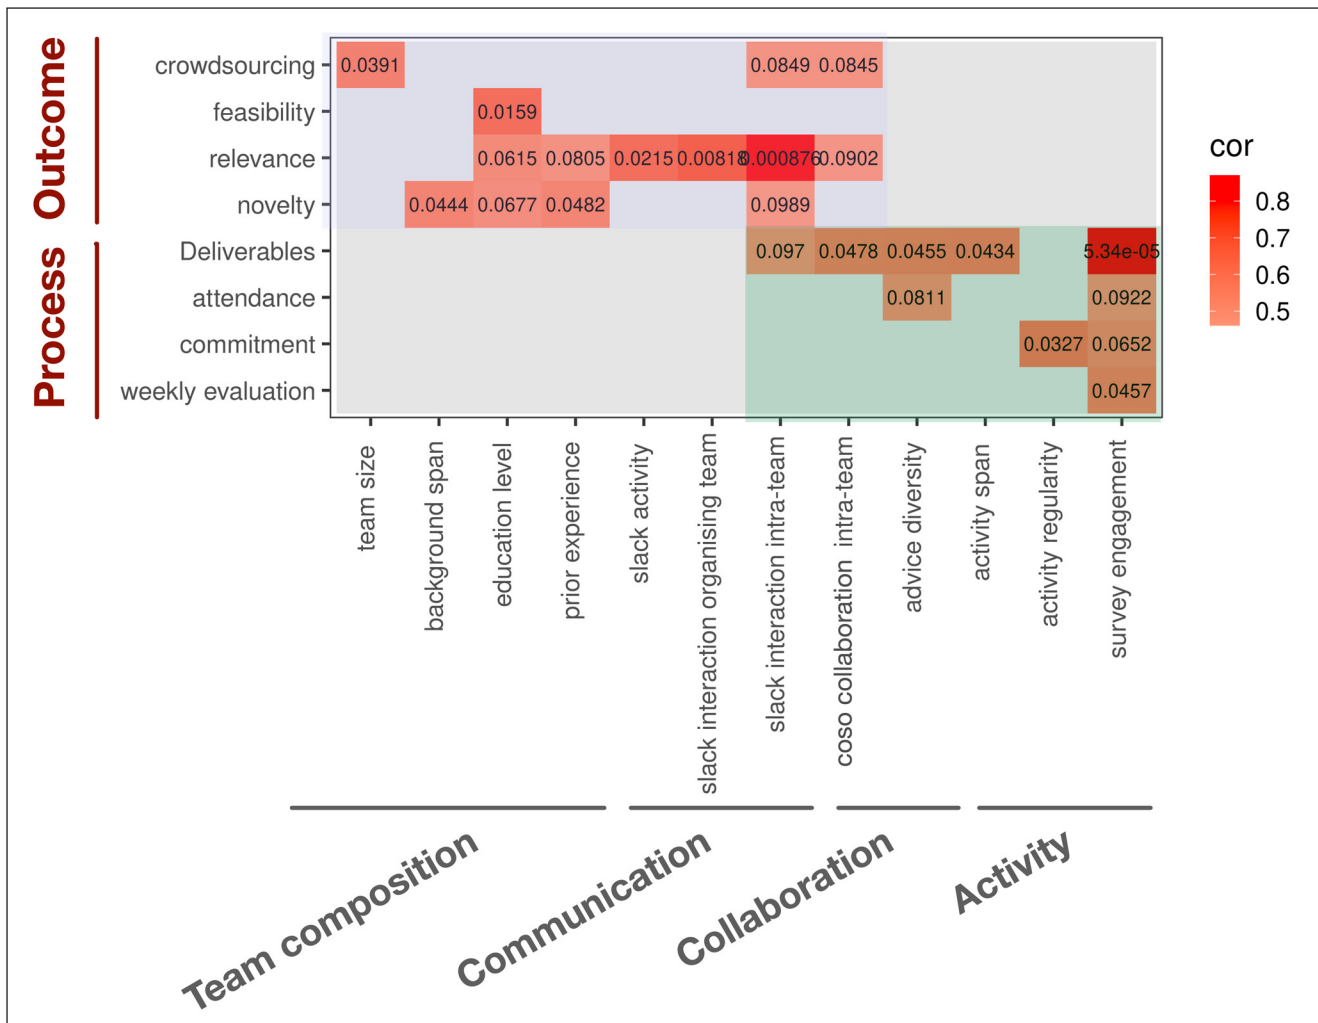 Outcome
Process
crowdsourcing
feasibility
relevance
novelty
Deliverables
attendance
commitment
weekly evaluation
0.0391 0.0849 0.0845
0.0159
0.0615 0.0805 0.0215 0.00818 0.000876 0.0902
0.0444 0.0677 0.0482 0.0989
0.097 0.0478 0.0455 0.0434 5.34e-05
0.0811 0.0922
0.0327 0.0652
0.0457
cor
0.8
0.7
0.6
0.5
team size
background span
education level
prior experience
slack activity
slack interaction organising team
slack interaction intra-team
coso collaboration intra-team
advice diversity
activity span
activity regularity
survey engagement
Team composition
Communication
Collaboration
Activity